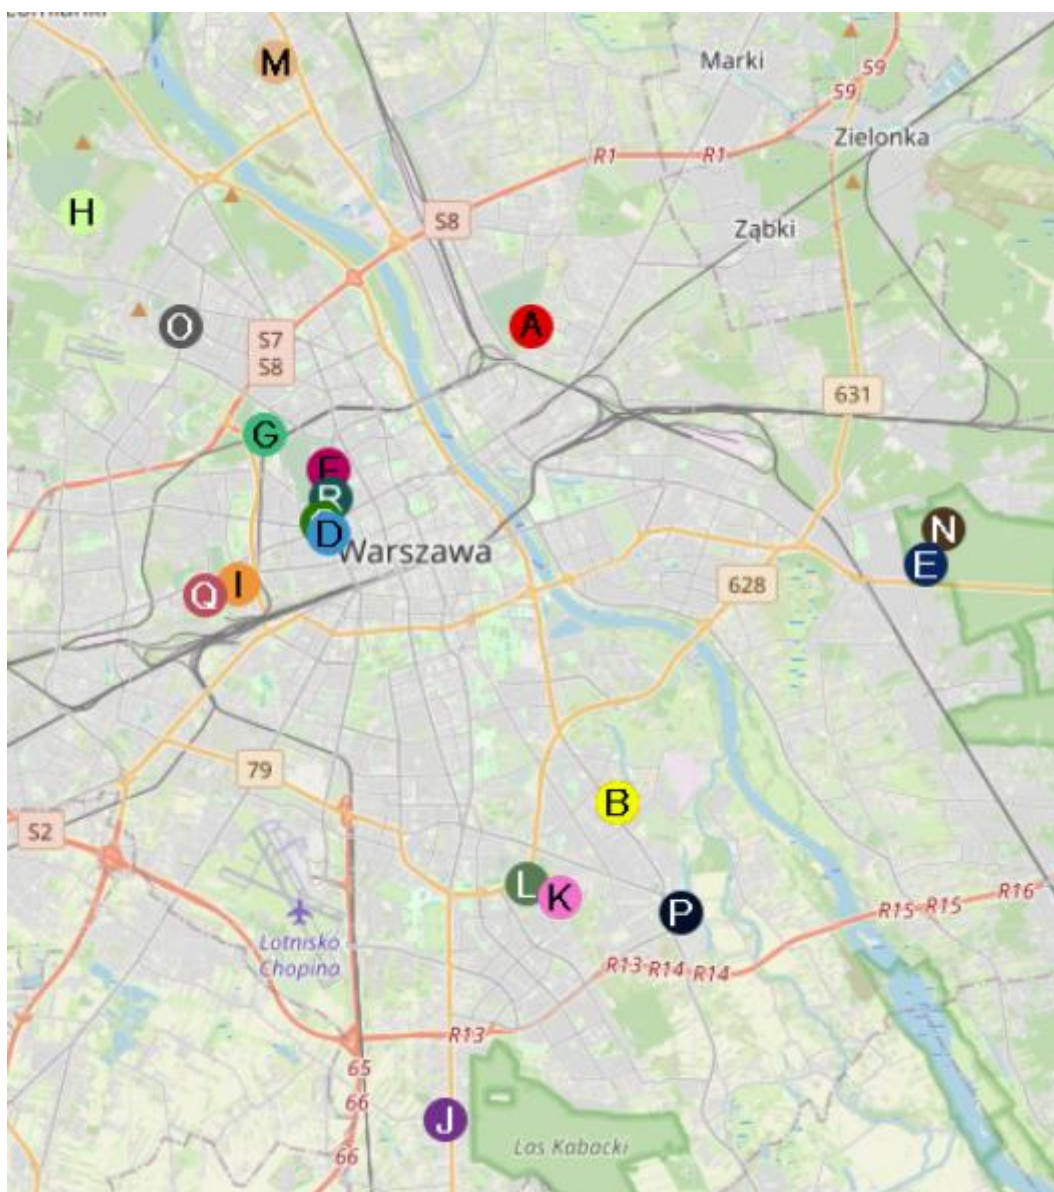 M
Marki
S9
S9
Zielonka
R1
R1
H
S8
Ząbki
O
A
S7
S8
631
G
F
R
D
Warszawa
N
E
I
Q
628
79
B
S2
L
K
R16
P
R15
R15
Lotnisko
Chopina
R13
R14
R14
R13
65
66
J
66
Las Kabacki